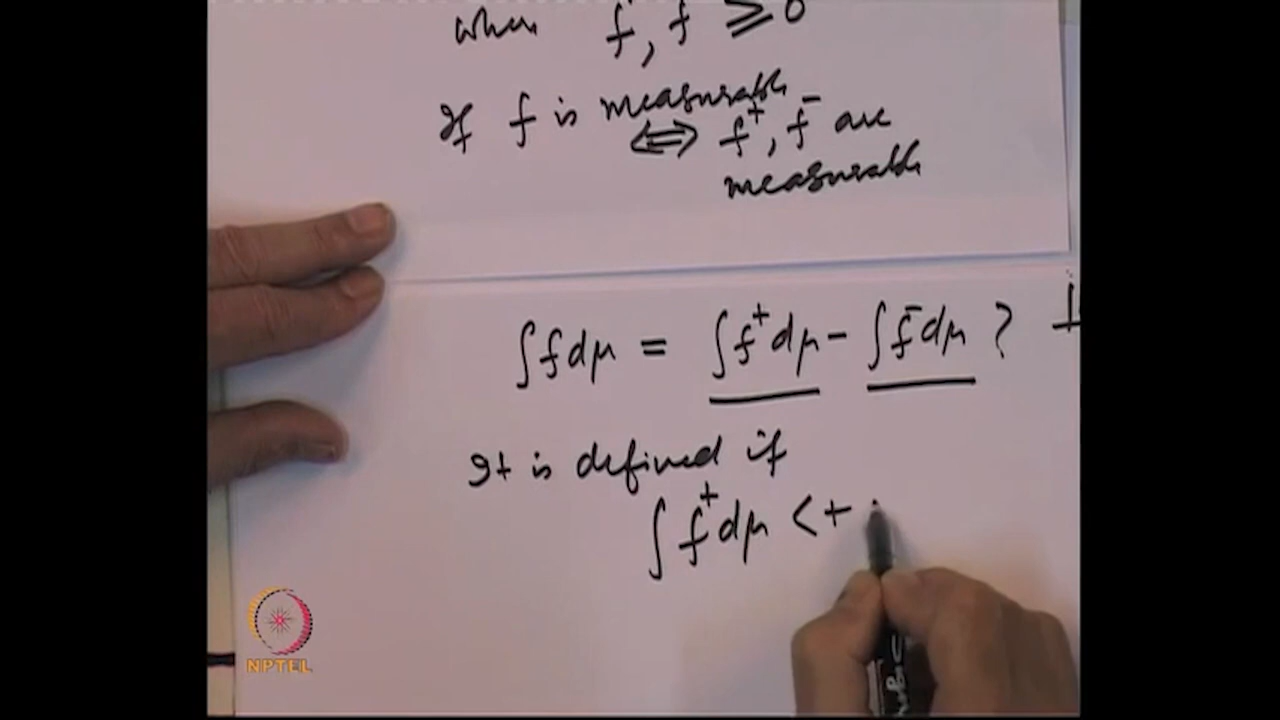 when f, f ≥ 0
If f is measurable
⇔ f⁺, f⁻ are
measurable
∫f dμ = ∫f⁺dμ - ∫f⁻dμ ?
It is defined if
∫f⁺dμ < +
NPTEL